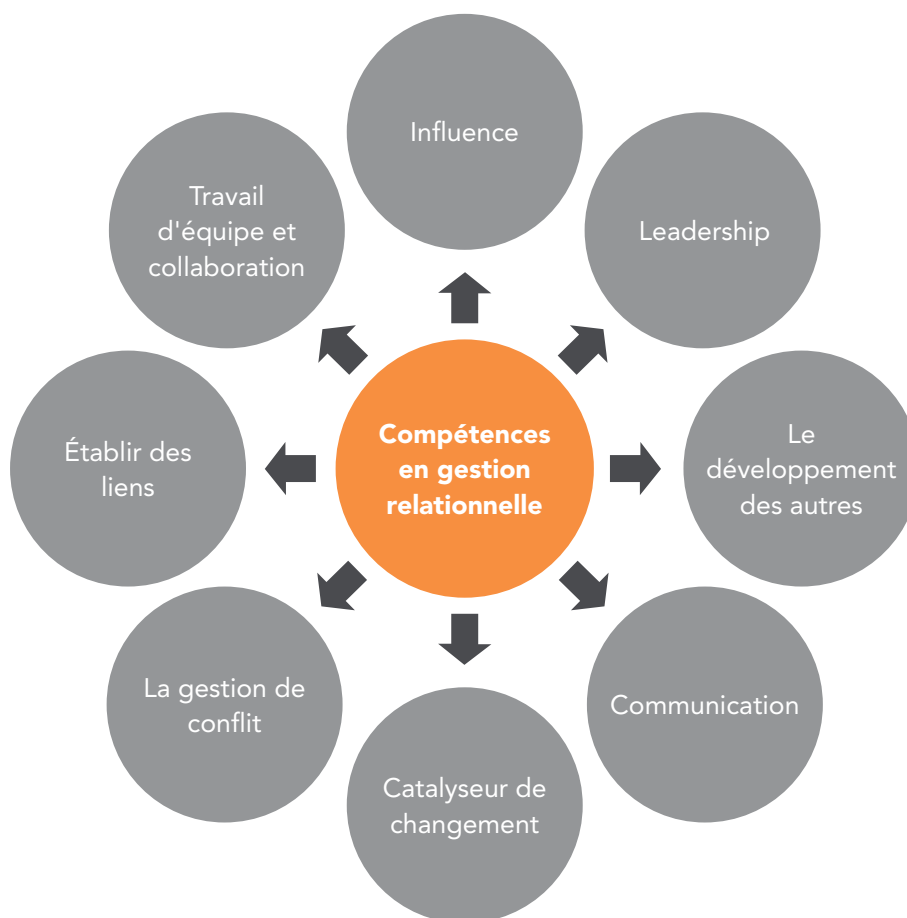 Influence
Leadership
Le
développement
des autres
Communication
Catalyseur de
changement
La gestion de
conflit
Établir des
liens
Travail
d'équipe et
collaboration
Compétences
en gestion
relationnelle